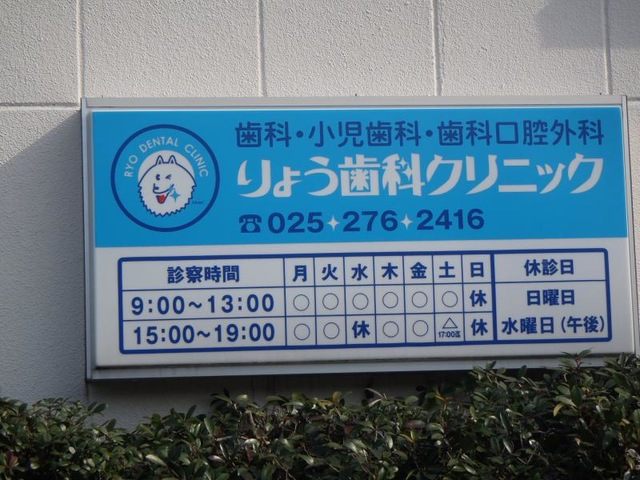 RYO DENTAL CLINIC
歯科・小児歯科・歯科口腔外科
りょう歯科クリニック
☎025✦276✦2416
診察時間 月 火 水 木 金 土 日 休診日
9:00～13:00 ○ ○ ○ ○ ○ ○ 休 日曜日
15:00～19:00 ○ ○ 休 ○ ○ △ 休 水曜日(午後)
17:00迄